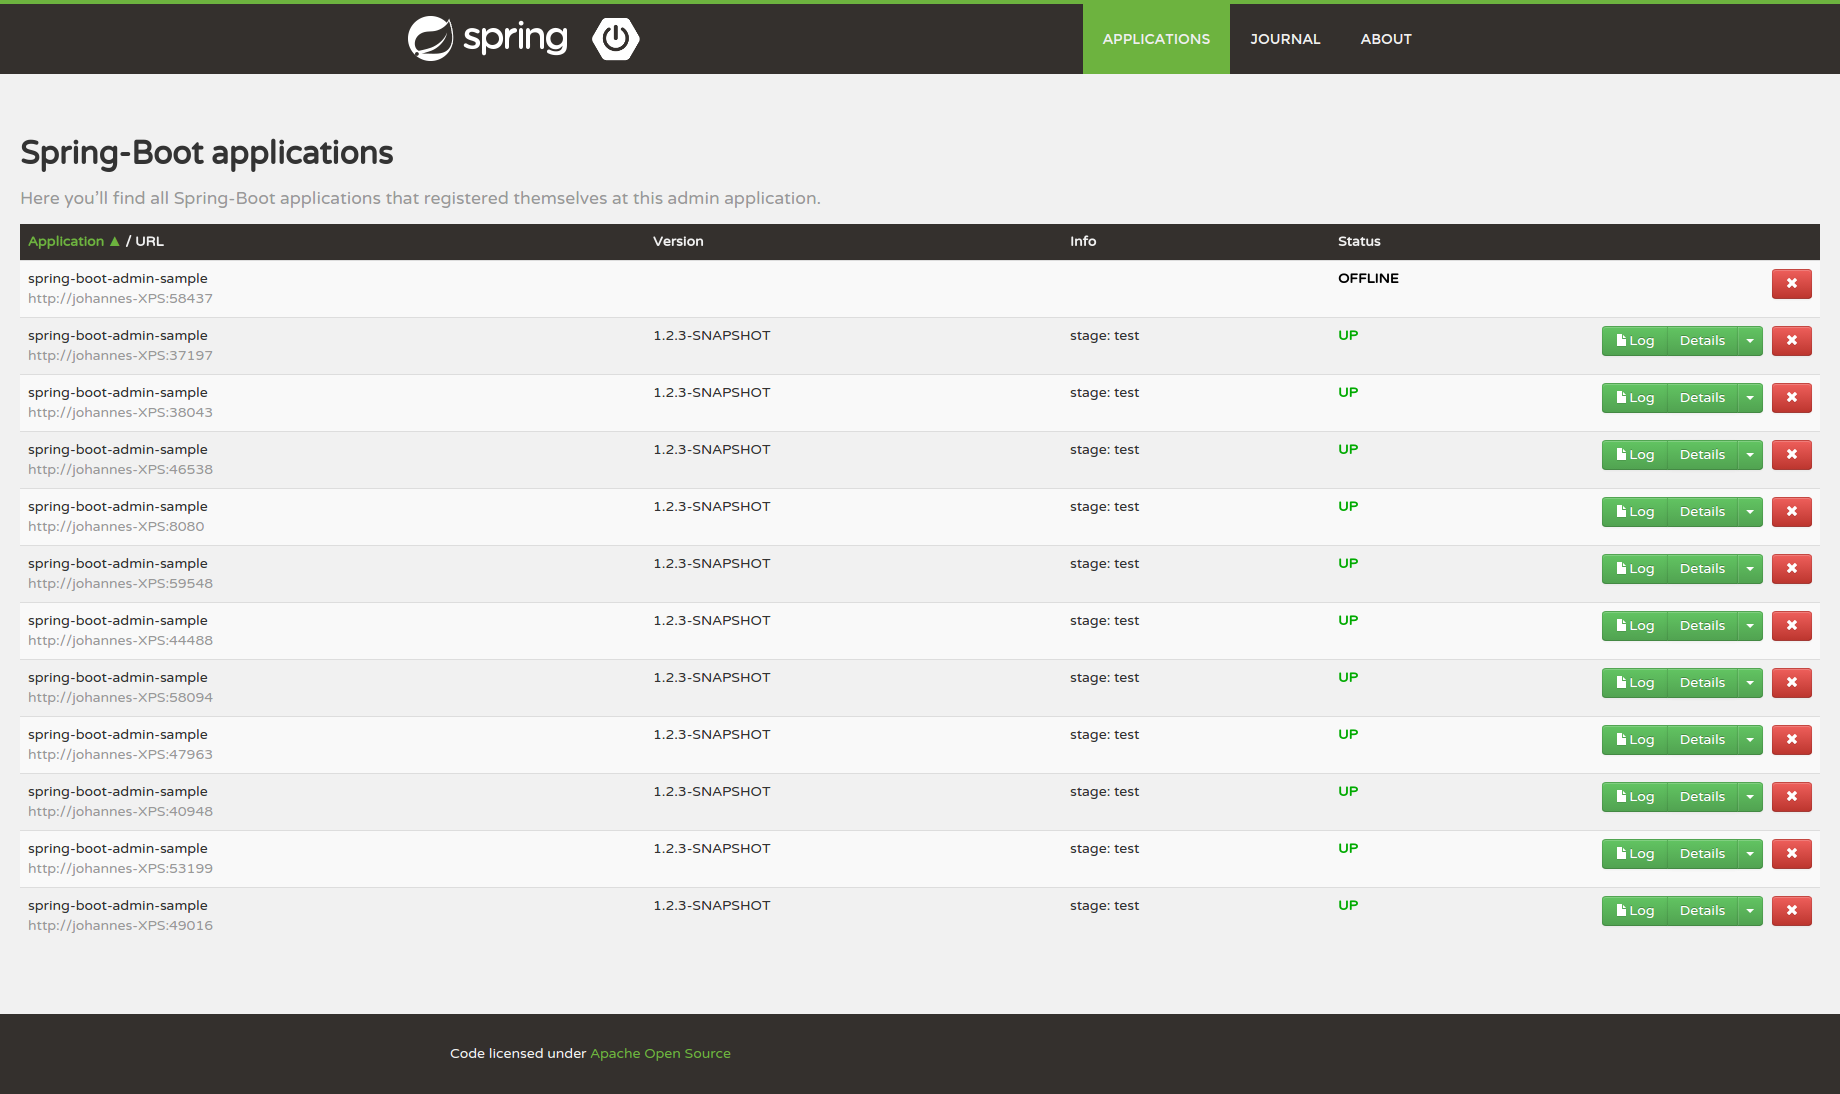 spring
APPLICATIONS JOURNAL ABOUT
Spring-Boot applications
Here you'll find all Spring-Boot applications that registered themselves at this admin application.
Application ▲ / URL Version Info Status
spring-boot-admin-sample OFFLINE
http://johannes-XPS:58437
spring-boot-admin-sample 1.2.3-SNAPSHOT stage: test UP Log Details
http://johannes-XPS:37197
spring-boot-admin-sample 1.2.3-SNAPSHOT stage: test UP Log Details
http://johannes-XPS:38043
spring-boot-admin-sample 1.2.3-SNAPSHOT stage: test UP Log Details
http://johannes-XPS:46538
spring-boot-admin-sample 1.2.3-SNAPSHOT stage: test UP Log Details
http://johannes-XPS:8080
spring-boot-admin-sample 1.2.3-SNAPSHOT stage: test UP Log Details
http://johannes-XPS:59548
spring-boot-admin-sample 1.2.3-SNAPSHOT stage: test UP Log Details
http://johannes-XPS:44488
spring-boot-admin-sample 1.2.3-SNAPSHOT stage: test UP Log Details
http://johannes-XPS:58094
spring-boot-admin-sample 1.2.3-SNAPSHOT stage: test UP Log Details
http://johannes-XPS:47963
spring-boot-admin-sample 1.2.3-SNAPSHOT stage: test UP Log Details
http://johannes-XPS:40948
spring-boot-admin-sample 1.2.3-SNAPSHOT stage: test UP Log Details
http://johannes-XPS:53199
spring-boot-admin-sample 1.2.3-SNAPSHOT stage: test UP Log Details
http://johannes-XPS:49016
Code licensed under Apache Open Source